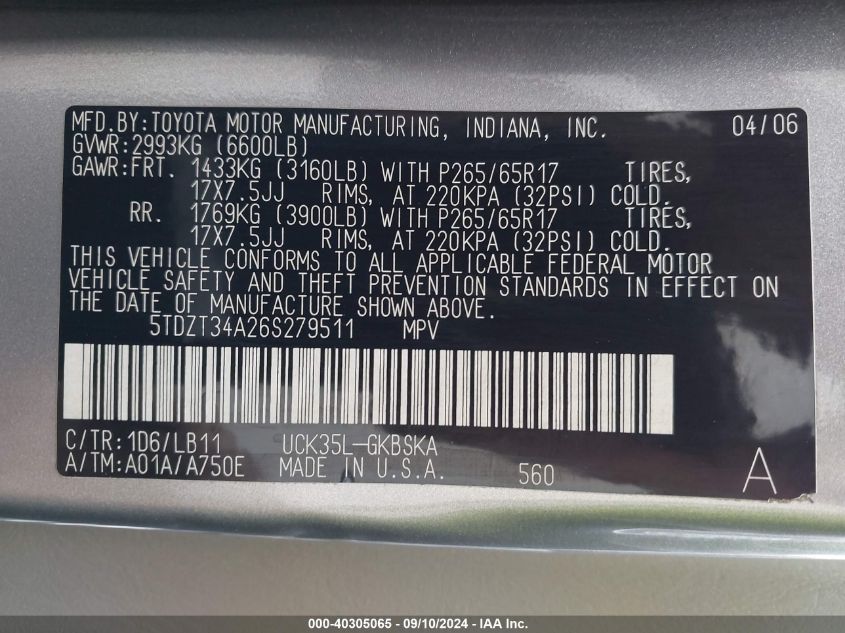 MFD.BY:TOYOTA MOTOR MANUFACTURING, INDIANA, INC. 04/06
GVWR:2993KG (6600LB)
GAWR:FRT. 1433KG (3160LB) WITH P265/65R17 TIRES,
17X7.5JJ RIMS, AT 220KPA (32PSI) COLD.
RR. 1769KG (3900LB) WITH P265/65R17 TIRES,
17X7.5JJ RIMS, AT 220KPA (32PSI) COLD.
THIS VEHICLE CONFORMS TO ALL APPLICABLE FEDERAL MOTOR
VEHICLE SAFETY AND THEFT PREVENTION STANDARDS IN EFFECT ON
THE DATE OF MANUFACTURE SHOWN ABOVE.
5TDZT34A26S279511 MPV
C/TR:1D6/LB11 UCK35L-GKBSKA
A/TM:A01A/A750E MADE IN U.S.A. 560 A
000-40305065 - 09/10/2024 - IAA Inc.